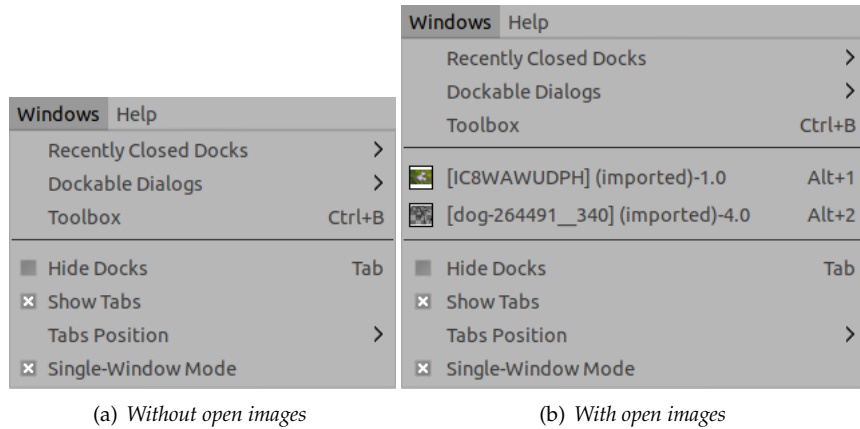 Windows Help
Recently Closed Docks
Dockable Dialogs
Toolbox Ctrl+B
Hide Docks Tab
Show Tabs
Tabs Position
Single-Window Mode
(a) Without open images
Windows Help
Recently Closed Docks
Dockable Dialogs
Toolbox Ctrl+B
[IC8WAWUDPH] (imported)-1.0 Alt+1
[dog-264491__340] (imported)-4.0 Alt+2
Hide Docks Tab
Show Tabs
Tabs Position
Single-Window Mode
(b) With open images